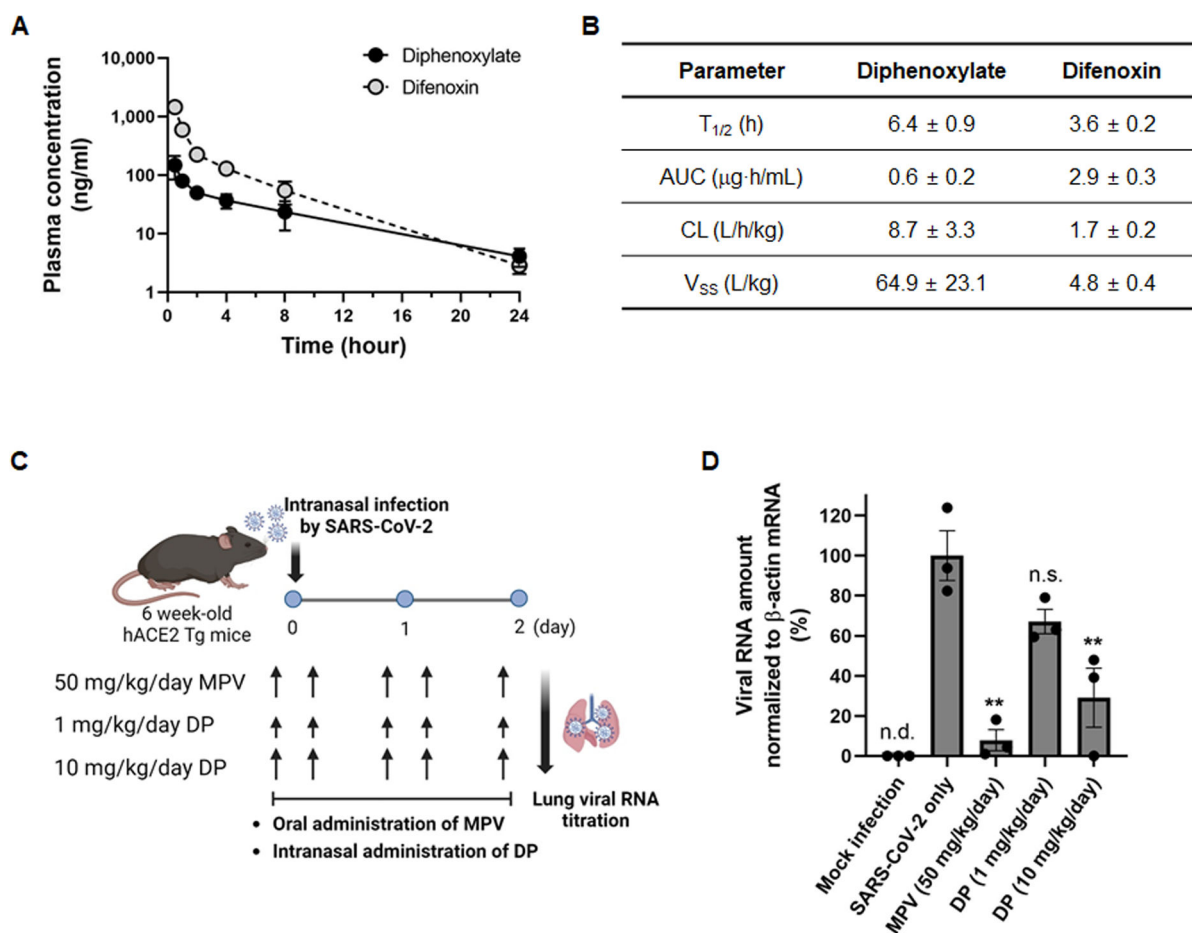 A
Diphenoxylate
Difenoxin
Plasma concentration
(ng/ml)
10,000
1,000
100
10
1
0 4 8 12 16 20 24
Time (hour)
B
Parameter Diphenoxylate Difenoxin
T1/2 (h) 6.4 ± 0.9 3.6 ± 0.2
AUC (μg·h/mL) 0.6 ± 0.2 2.9 ± 0.3
CL (L/h/kg) 8.7 ± 3.3 1.7 ± 0.2
VSS (L/kg) 64.9 ± 23.1 4.8 ± 0.4
C
Intranasal infection
by SARS-CoV-2
6 week-old
hACE2 Tg mice
0 1 2 (day)
50 mg/kg/day MPV
1 mg/kg/day DP
10 mg/kg/day DP
• Oral administration of MPV
• Intranasal administration of DP
Lung viral RNA
titration
D
Viral RNA amount
normalized to β-actin mRNA
(%)
120
100
80
60
40
20
0
n.d.
**
n.s.
**
Mock infection
SARS-CoV-2 only
MPV (50 mg/kg/day)
DP (1 mg/kg/day)
DP (10 mg/kg/day)